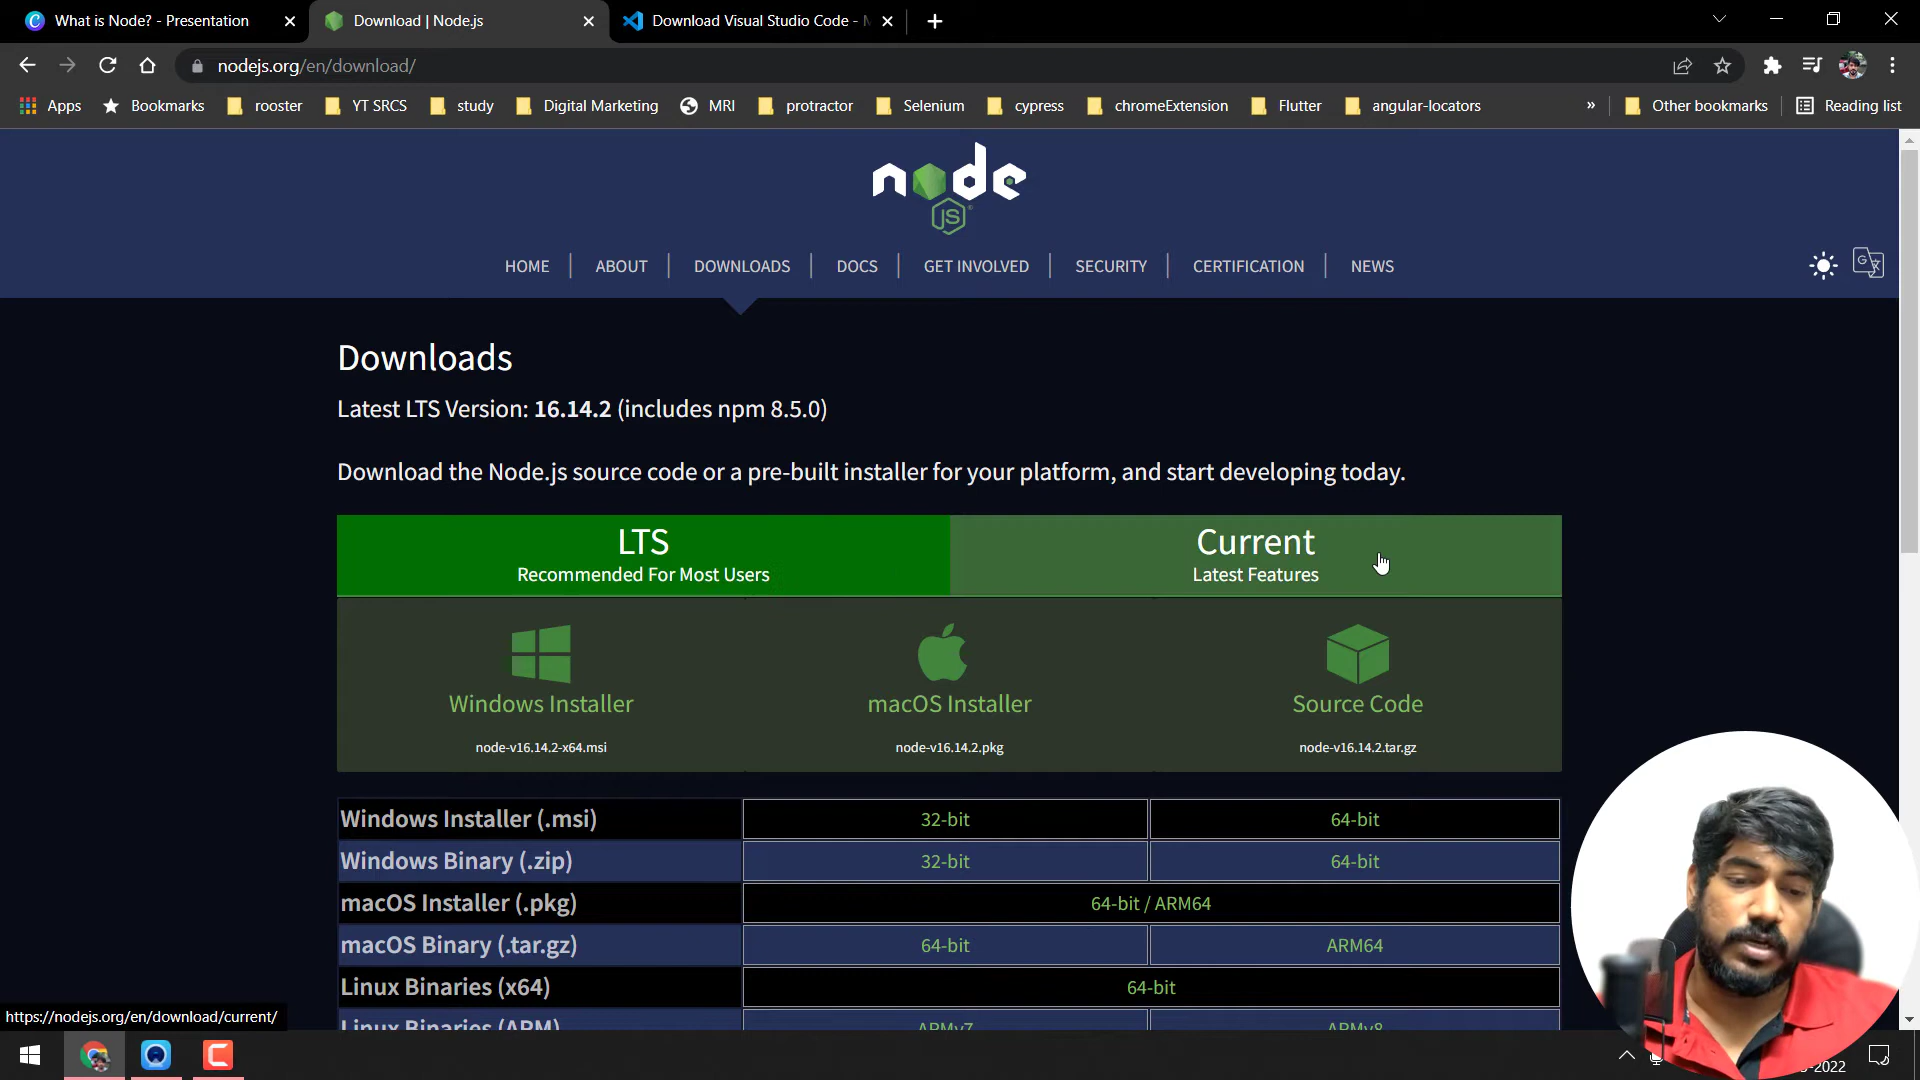 What is Node? - Presentation
Download | Node.js
Download Visual Studio Code -
nodejs.org/en/download/
Apps
Bookmarks
rooster
YT SRCS
study
Digital Marketing
MRI
protractor
Selenium
cypress
chromeExtension
Flutter
angular-locators
»
Other bookmarks
Reading list
node
JS
HOME
ABOUT
DOWNLOADS
DOCS
GET INVOLVED
SECURITY
CERTIFICATION
NEWS
Downloads
Latest LTS Version: 16.14.2 (includes npm 8.5.0)
Download the Node.js source code or a pre-built installer for your platform, and start developing today.
LTS
Recommended For Most Users
Current
Latest Features
Windows Installer
node-v16.14.2-x64.msi
macOS Installer
node-v16.14.2.pkg
Source Code
node-v16.14.2.tar.gz
Windows Installer (.msi) 32-bit 64-bit
Windows Binary (.zip) 32-bit 64-bit
macOS Installer (.pkg) 64-bit / ARM64
macOS Binary (.tar.gz) 64-bit ARM64
Linux Binaries (x64) 64-bit
Linux Binaries (ARM) ARMv7 ARMv8
https://nodejs.org/en/download/current/
-2022